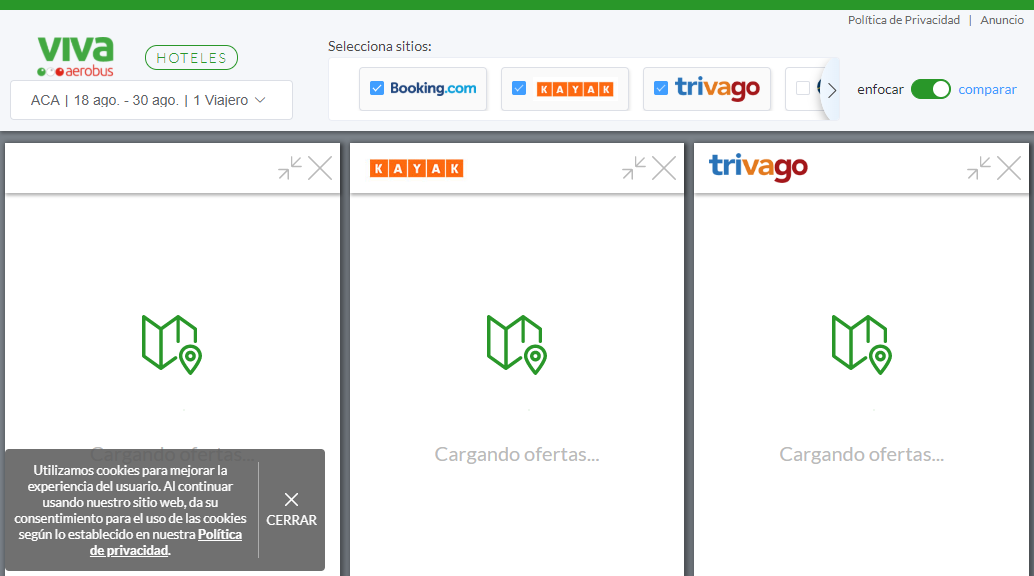 Política de Privacidad | Anuncio
viva
aerobus
HOTELES
ACA | 18 ago. - 30 ago. | 1 Viajero
Selecciona sitios:
Booking.com
KAYAK
trivago
enfocar
comparar
KAYAK
trivago
Cargando ofertas...
Cargando ofertas...
Cargando ofertas...
Utilizamos cookies para mejorar la
experiencia del usuario. Al continuar
usando nuestro sitio web, da su
consentimiento para el uso de las cookies
según lo establecido en nuestra Política
de privacidad.
CERRAR